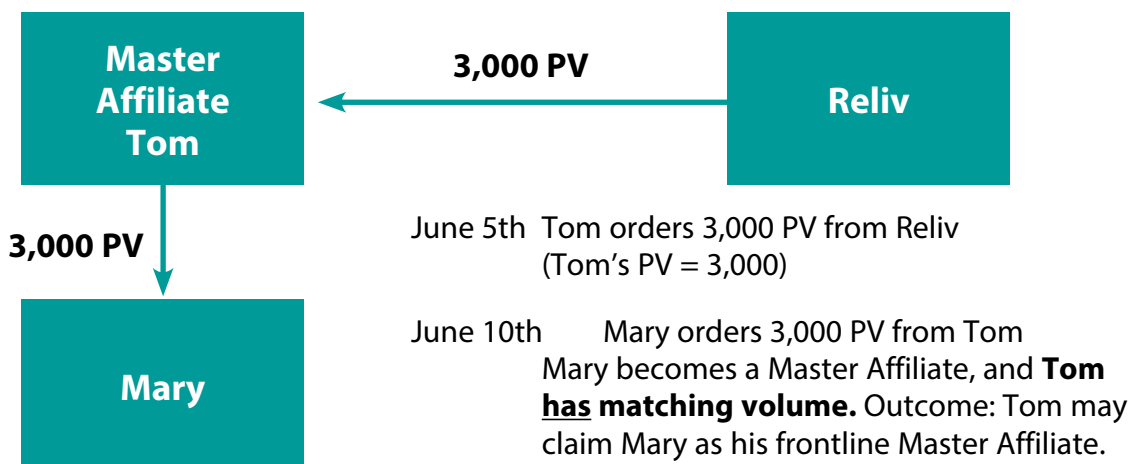 Master
Affiliate
Tom
3,000 PV
Reliv
3,000 PV
June 5th Tom orders 3,000 PV from Reliv
(Tom’s PV = 3,000)
June 10th Mary orders 3,000 PV from Tom
Mary becomes a Master Affiliate, and Tom
has matching volume. Outcome: Tom may
claim Mary as his frontline Master Affiliate.
Mary